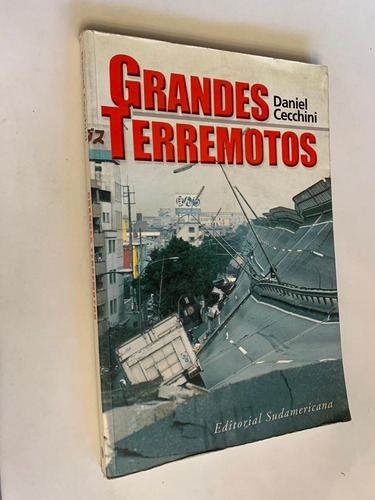 GRANDES
Daniel
Cecchini
TERREMOTOS
Editorial Sudamericana